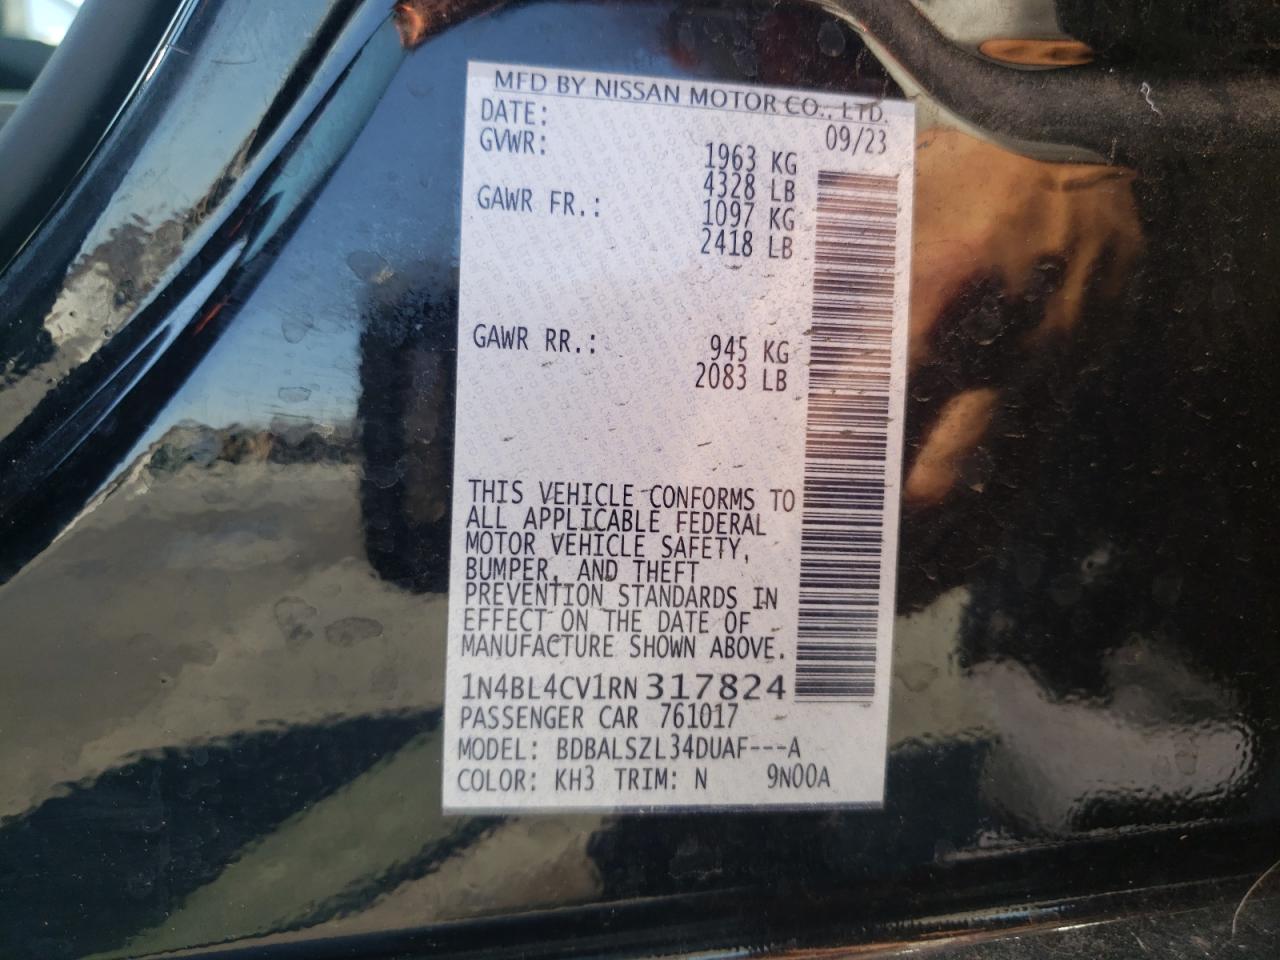 MFD BY NISSAN MOTOR CO., LTD.
DATE: 09/23
GVWR: 1963 KG
4328 LB
GAWR FR.: 1097 KG
2418 LB
GAWR RR.: 945 KG
2083 LB
THIS VEHICLE CONFORMS TO
ALL APPLICABLE FEDERAL
MOTOR VEHICLE SAFETY,
BUMPER, AND THEFT
PREVENTION STANDARDS IN
EFFECT ON THE DATE OF
MANUFACTURE SHOWN ABOVE.
1N4BL4CV1RN317824
PASSENGER CAR 761017
MODEL: BDBALSZL34DUAF---A
COLOR: KH3 TRIM: N 9N00A